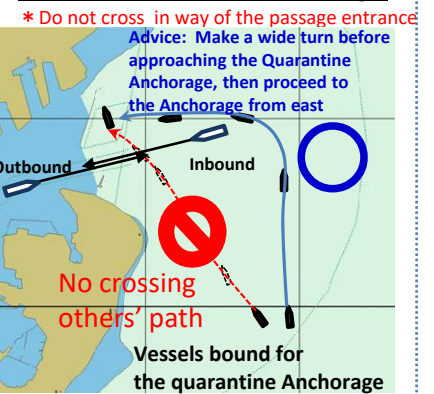 * Do not cross in way of the passage entrance
Advice: Make a wide turn before
approaching the Quarantine
Anchorage, then proceed to
the Anchorage from east
Outbound
Inbound
No crossing
others' path
Vessels bound for
the quarantine Anchorage